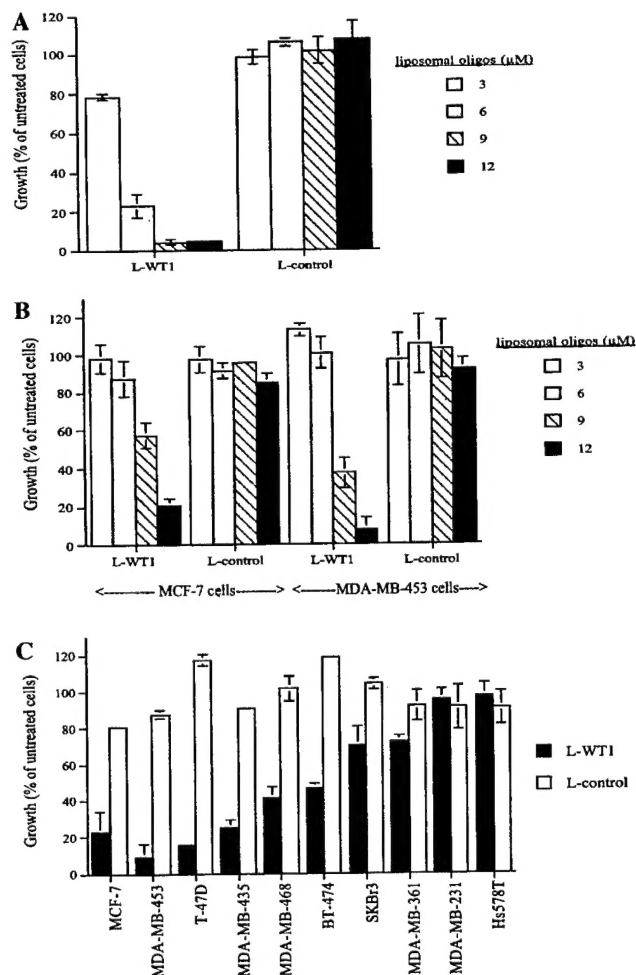 A
Growth (% of untreated cells)
120
100
80
60
40
20
0
L-WT1 L-control
liposomal oligos (µM)
3
6
9
12
B
Growth (% of untreated cells)
120
100
80
60
40
20
0
L-WT1 L-control L-WT1 L-control
<-------- MCF-7 cells --------> <------ MDA-MB-453 cells ---->
liposomal oligos (µM)
3
6
9
12
C
Growth (% of untreated cells)
120
100
80
60
40
20
0
MCF-7
MDA-MB-453
T-47D
MDA-MB-435
MDA-MB-468
BT-474
SKBr3
MDA-MB-361
MDA-MB-231
Hs578T
L-WT1
L-control